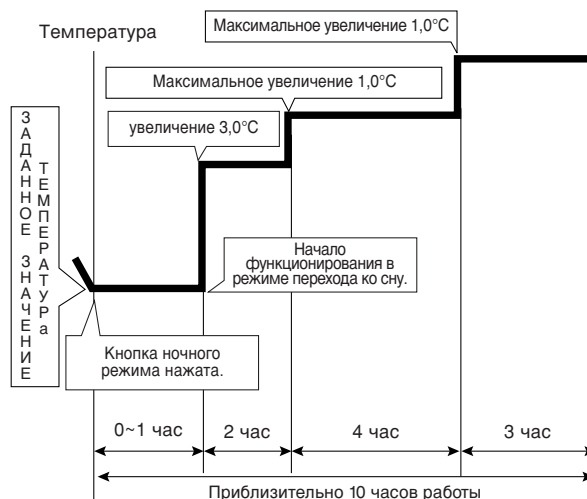 Температура
Максимальное увеличение 1,0°C
Максимальное увеличение 1,0°C
увеличение 3,0°C
ЗАДАННОЕ ЗНАЧЕНИЕ
ТЕМПЕРАТУРа
Начало
функционирования в
режиме перехода ко сну.
Кнопка ночного
режима нажата.
0~1 час
2 час
4 час
3 час
Приблизительно 10 часов работы